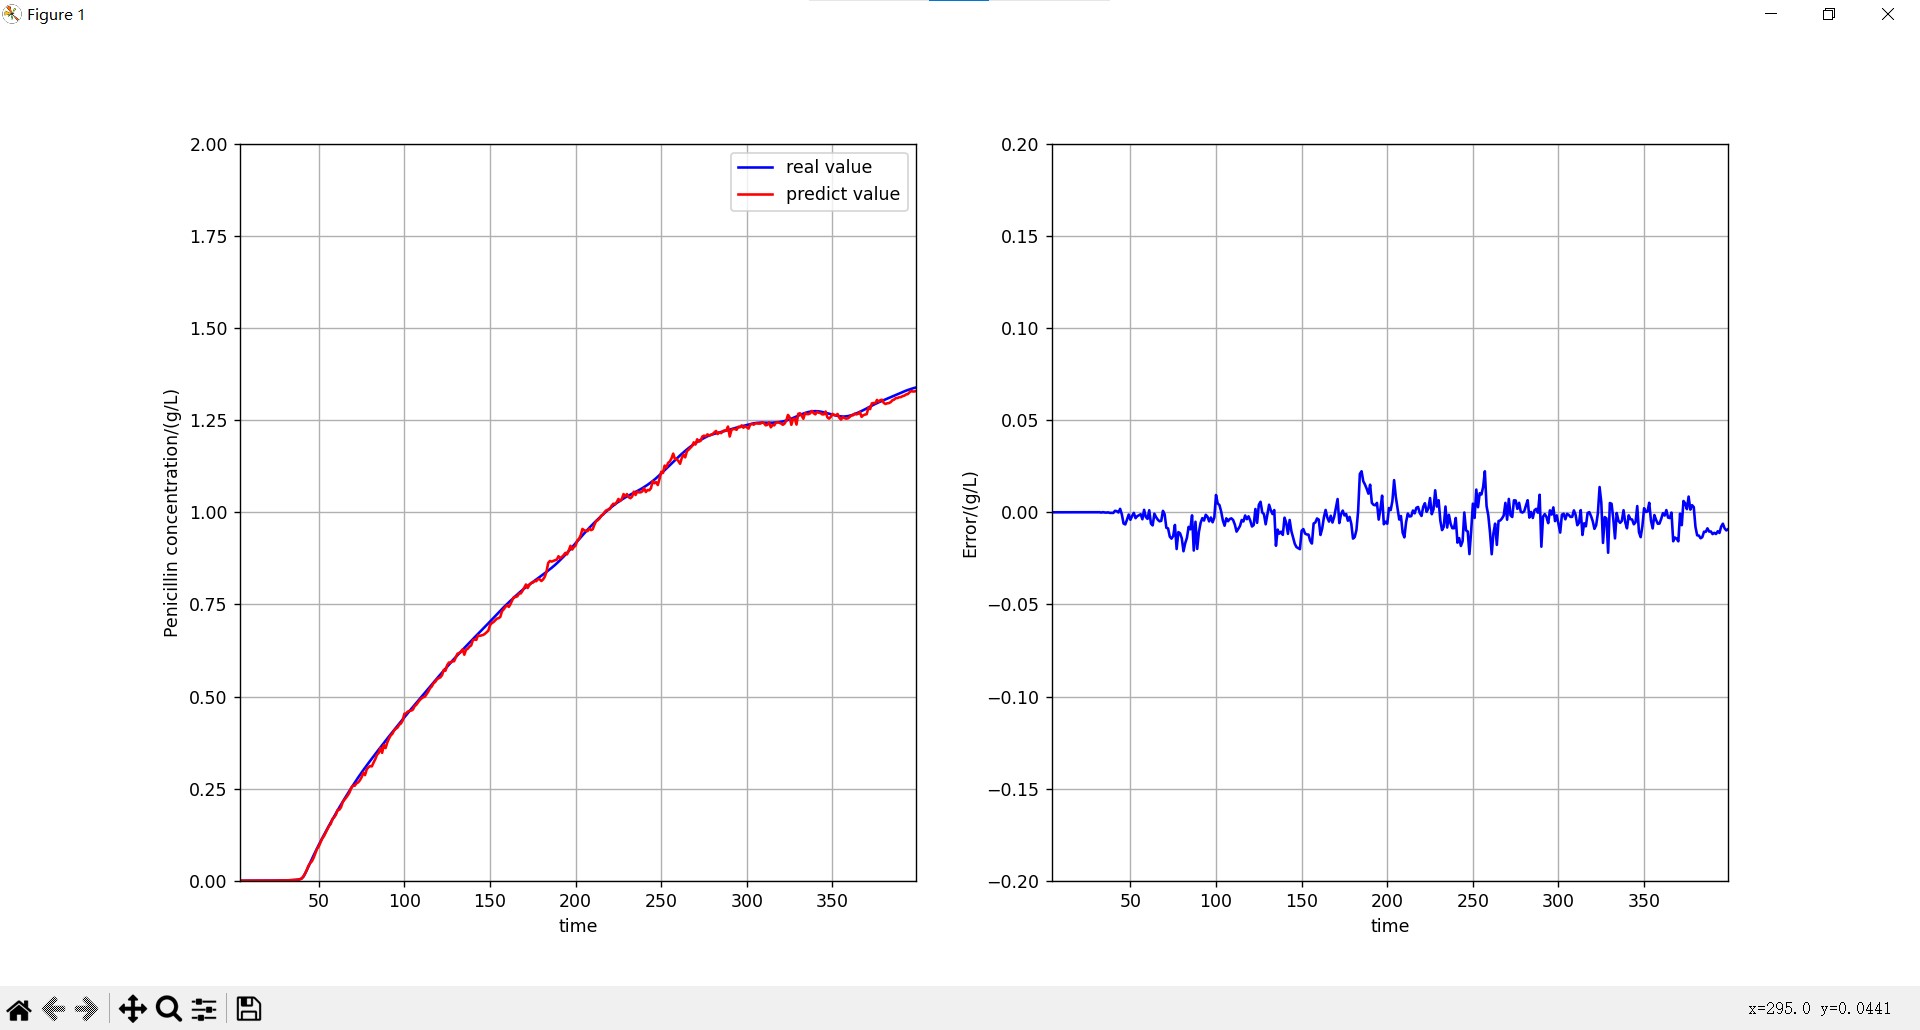 Figure 1
2.00
1.75
1.50
1.25
1.00
0.75
0.50
0.25
0.00
Penicillin concentration/(g/L)
real value
predict value
50 100 150 200 250 300 350
time
0.20
0.15
0.10
0.05
0.00
−0.05
−0.10
−0.15
−0.20
Error/(g/L)
50 100 150 200 250 300 350
time
x=295.0 y=0.0441